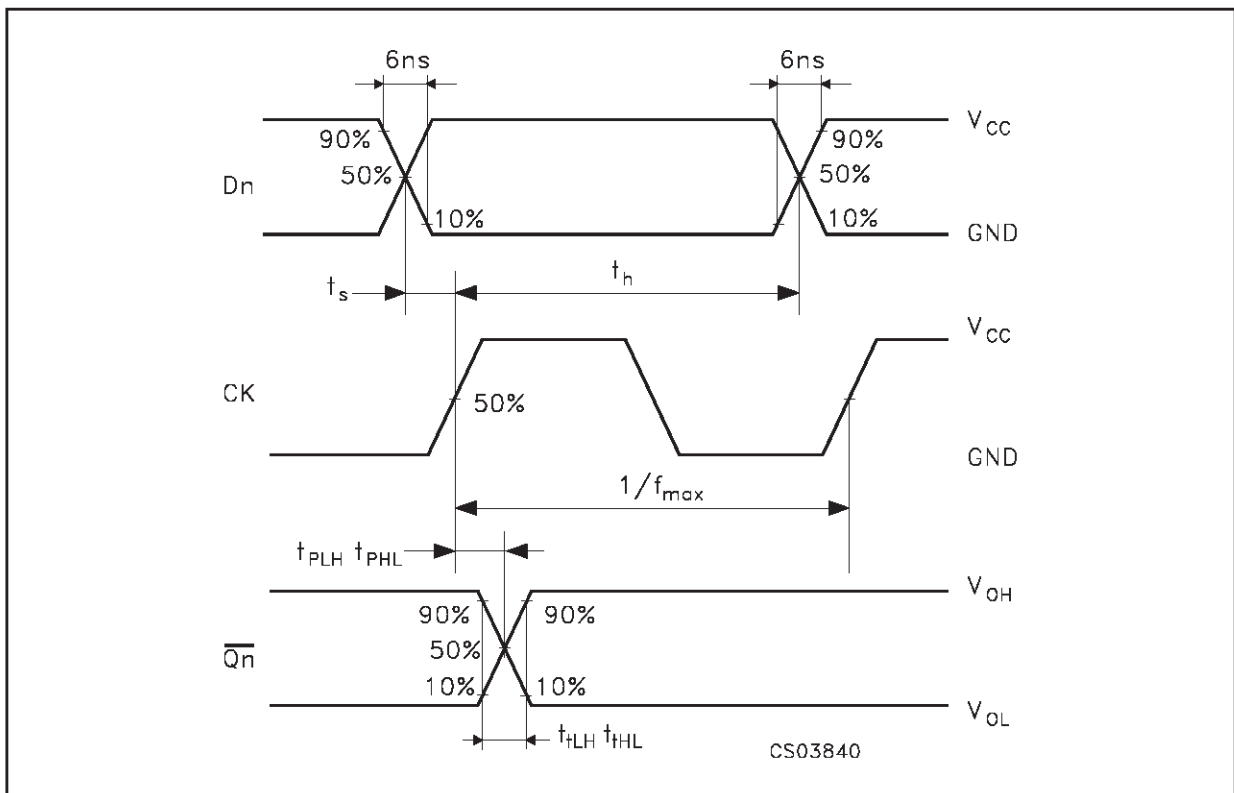 6ns 6ns
V_CC
90% 90%
Dn 50% 50%
10% 10%
GND
t_s t_h
V_CC
CK 50%
GND
1/f_max
t_PLH t_PHL
V_OH
90% 90%
Q̅n̅ 50%
10% 10%
V_OL
t_tLH t_tHL
CS03840